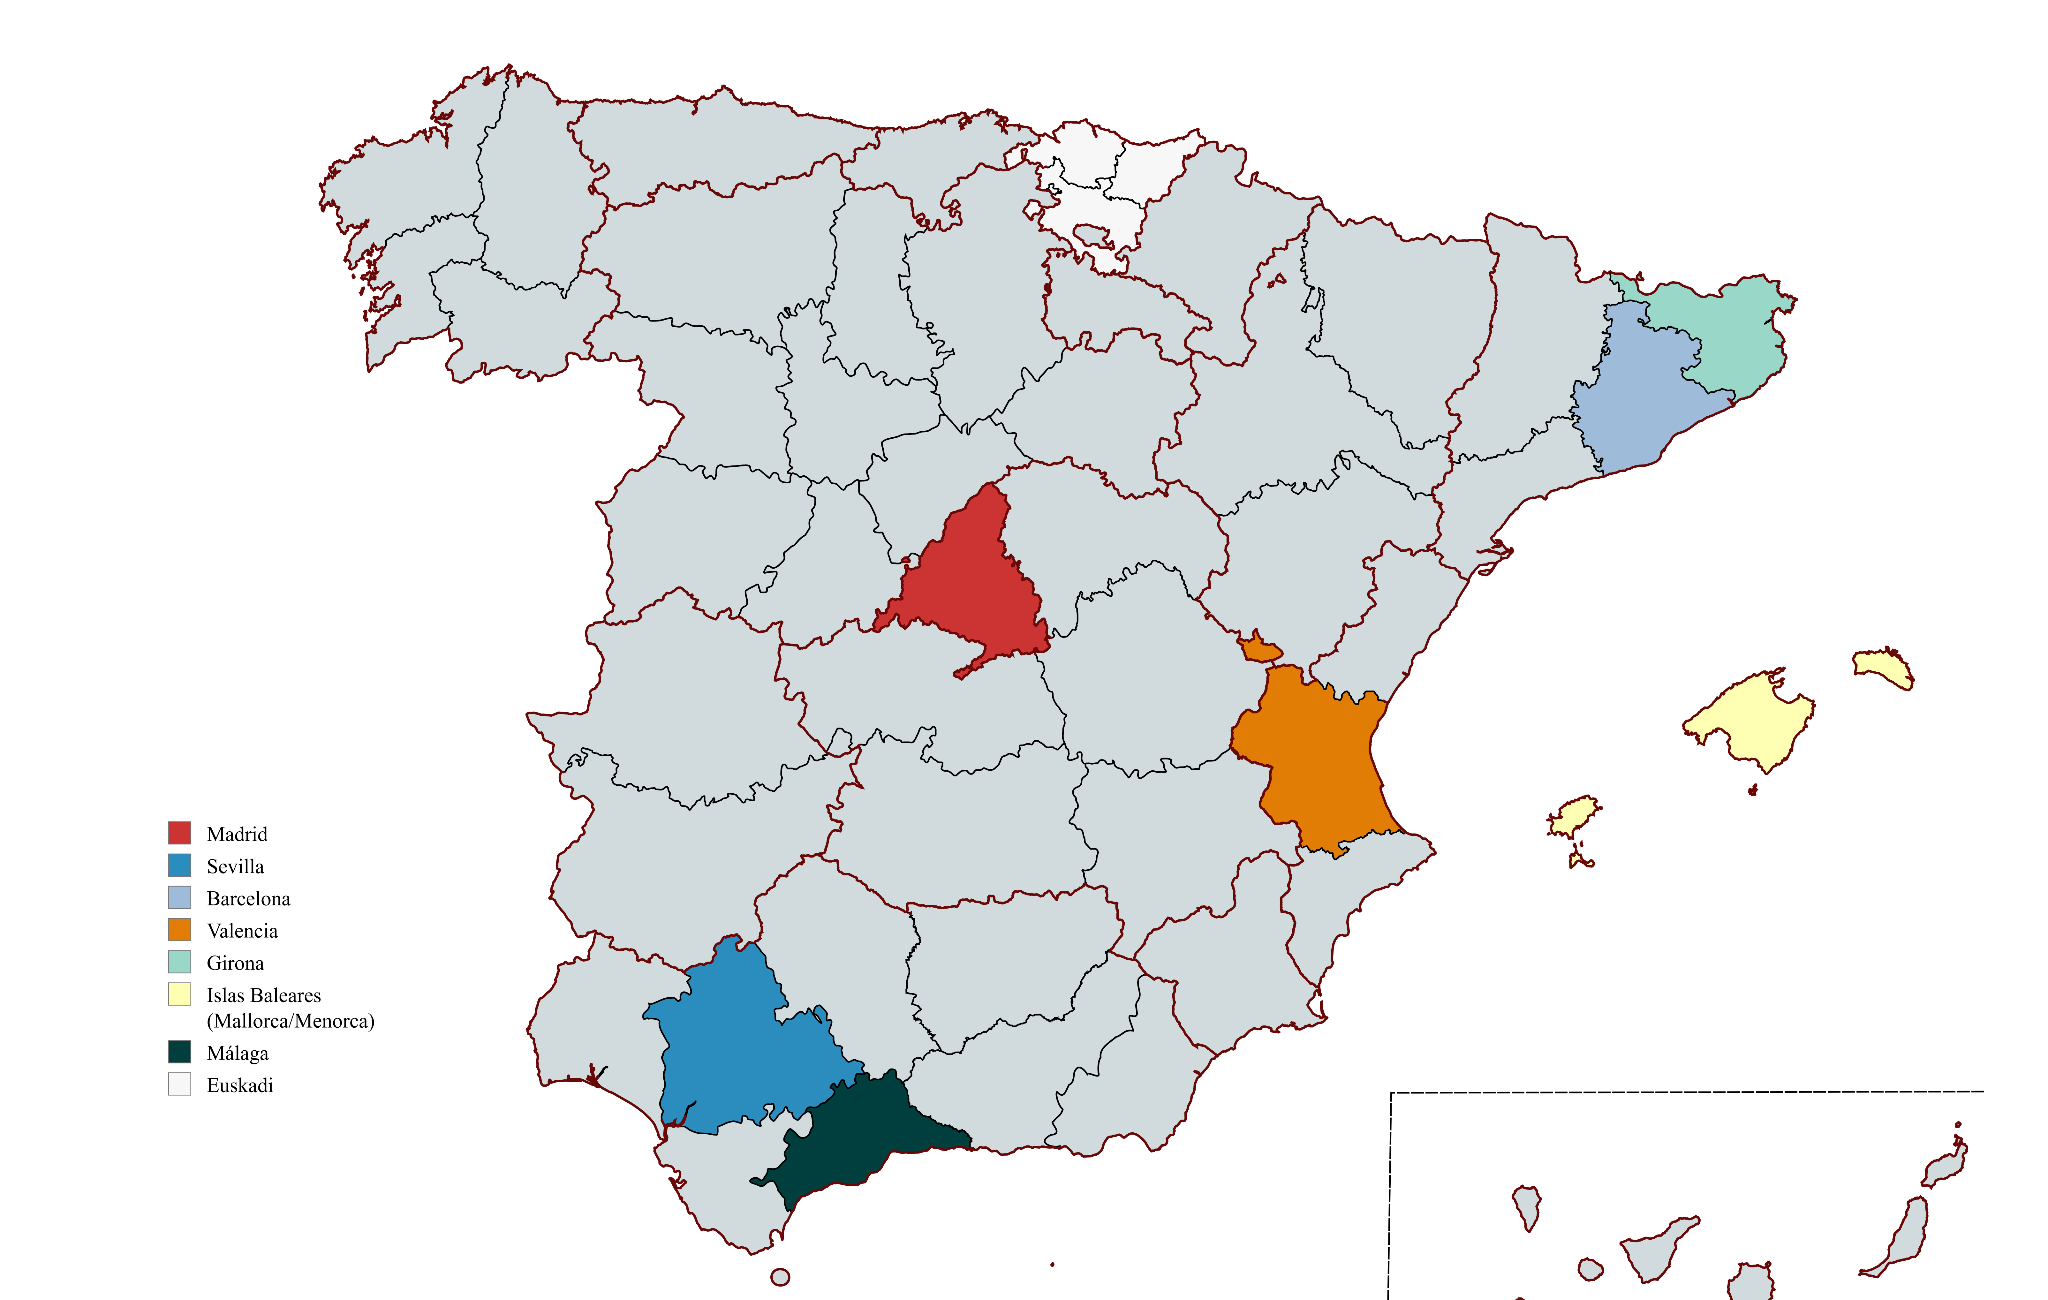 Madrid
Sevilla
Barcelona
Valencia
Girona
Islas Baleares
(Mallorca/Menorca)
Málaga
Euskadi